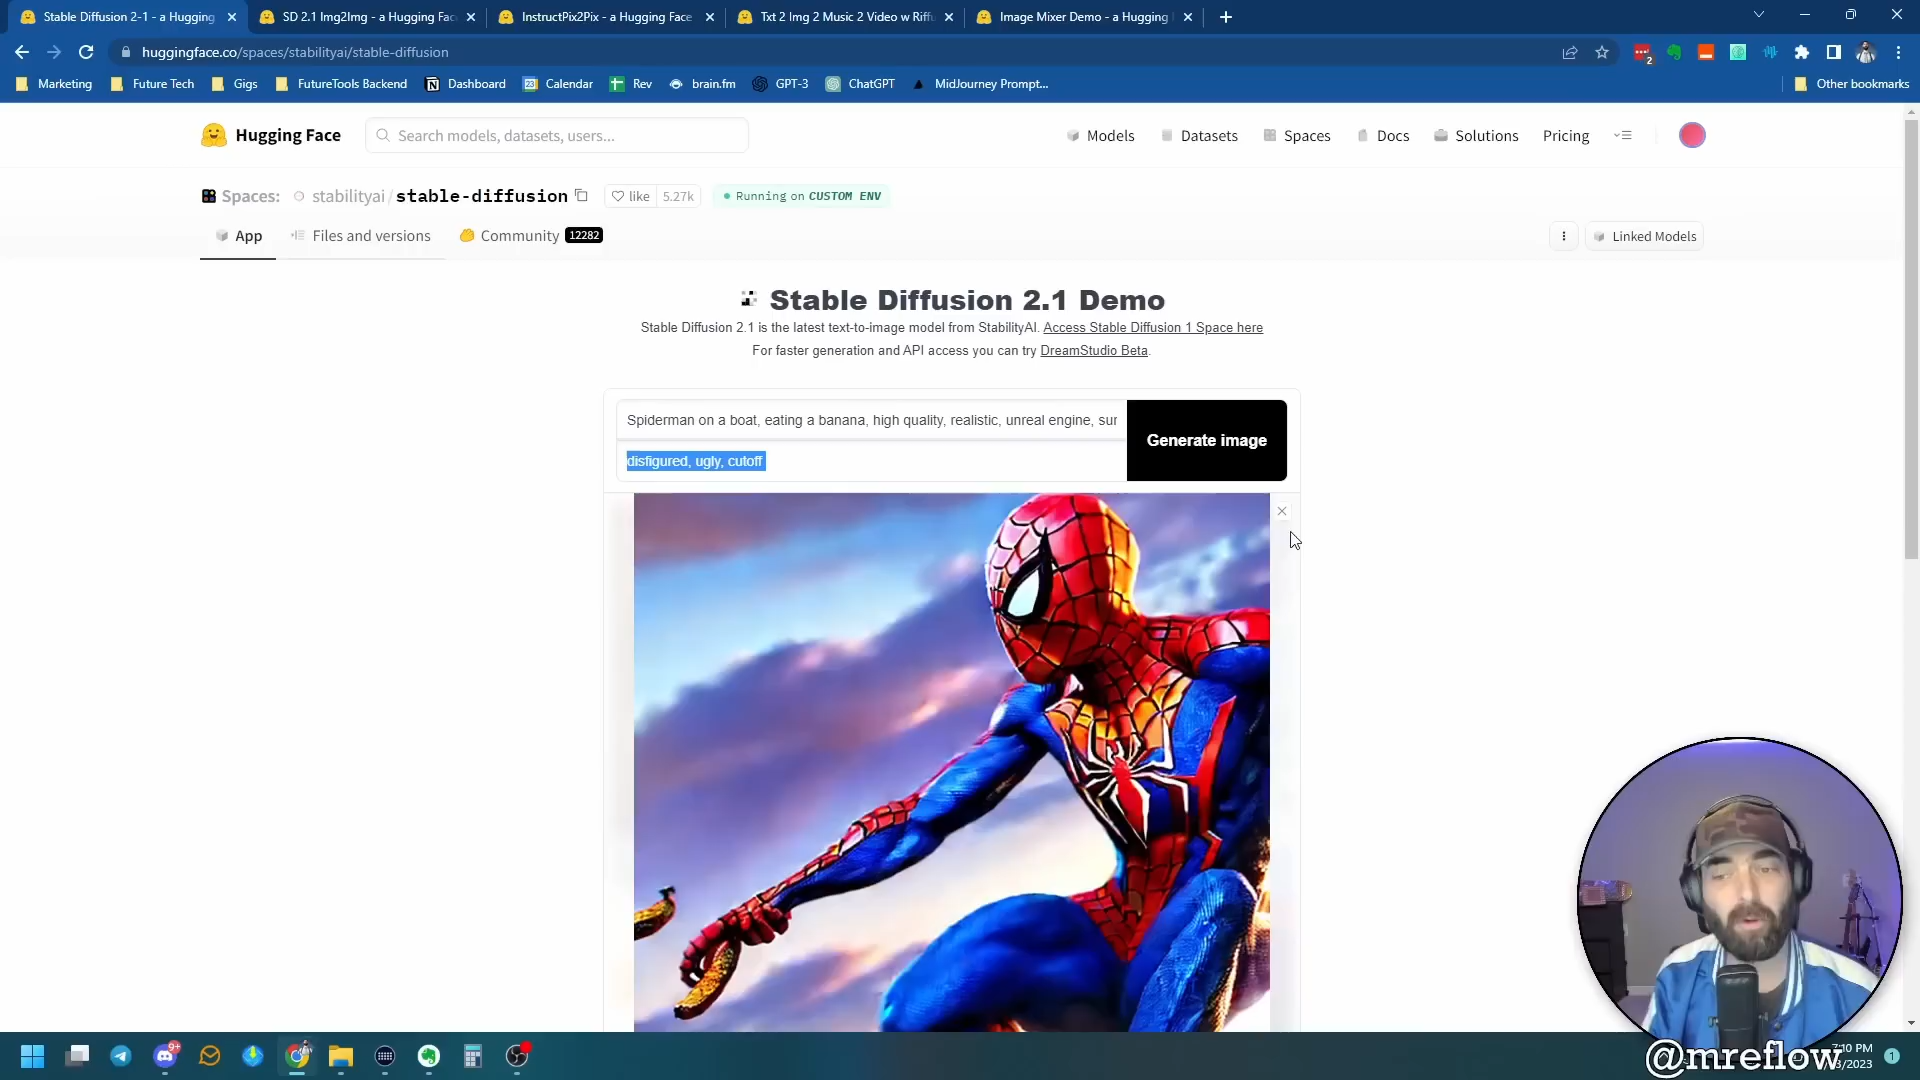 Stable Diffusion 2-1 - a Hugging
SD 2.1 Img2Img - a Hugging Fac
InstructPix2Pix - a Hugging Face
Txt 2 Img 2 Music 2 Video w Riffu
Image Mixer Demo - a Hugging
huggingface.co/spaces/stabilityai/stable-diffusion
2
Marketing
Future Tech
Gigs
FutureTools Backend
Dashboard
Calendar
Rev
brain.fm
GPT-3
ChatGPT
MidJourney Prompt...
Other bookmarks
Hugging Face
Search models, datasets, users...
Models
Datasets
Spaces
Docs
Solutions
Pricing
Spaces: stabilityai/stable-diffusion
like 5.27k
Running on CUSTOM ENV
App
Files and versions
Community 12282
Linked Models
Stable Diffusion 2.1 Demo
Stable Diffusion 2.1 is the latest text-to-image model from StabilityAI. Access Stable Diffusion 1 Space here
For faster generation and API access you can try DreamStudio Beta.
Spiderman on a boat, eating a banana, high quality, realistic, unreal engine, sur
Generate image
disfigured, ugly, cutoff
9+
7:10 PM
3/2023
1
@mreflow